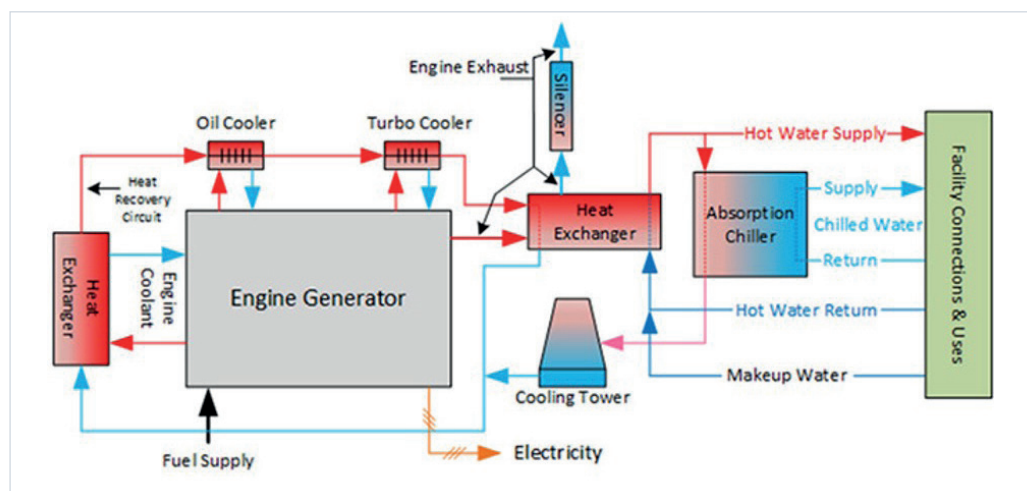 Engine Exhaust
Silencer
Oil Cooler
Turbo Cooler
Hot Water Supply
Heat
Recovery
Circuit
Heat
Exchanger
Absorption
Chiller
Supply
Chilled Water
Return
Facility Connections & Uses
Heat
Exchanger
Engine
Coolant
Engine Generator
Hot Water Return
Makeup Water
Cooling Tower
Fuel Supply
Electricity